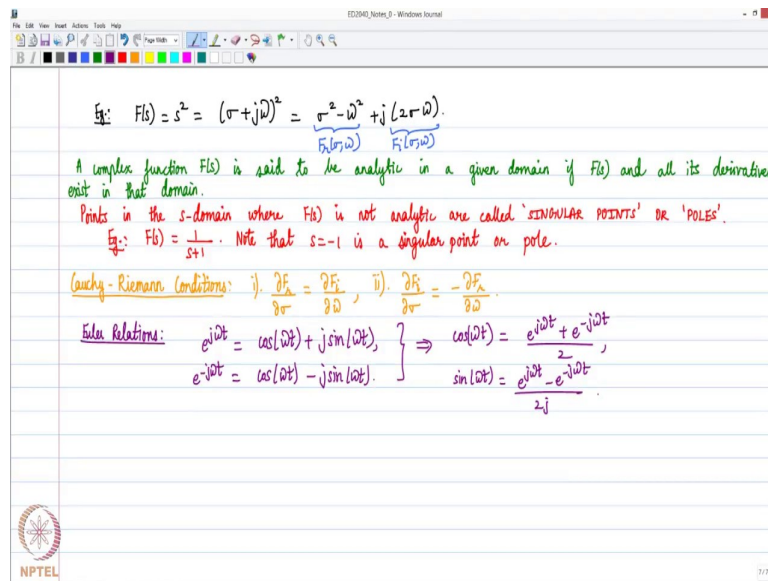 ED2040_Notes_0 - Windows Journal
File Edit View Insert Actions Tools Help
Page Width
B I
Eg: F(s) = s² = (σ+jω)² = σ²-ω² + j(2σω).
Fᵣ(σ,ω) Fᵢ(σ,ω)
A complex function F(s) is said to be analytic in a given domain if F(s) and all its derivatives
exist in that domain.
Points in the s-domain where F(s) is not analytic are called 'SINGULAR POINTS' OR 'POLES'.
Eg: F(s) = 1/(s+1). Note that s=-1 is a singular point or pole.
Cauchy-Riemann Conditions: i). ∂Fᵣ/∂σ = ∂Fᵢ/∂ω, ii). ∂Fᵢ/∂σ = -∂Fᵣ/∂ω.
Euler Relations: e^{jωt} = cos(ωt) + j sin(ωt), } ⇒ cos(ωt) = (e^{jωt} + e^{-jωt})/2,
e^{-jωt} = cos(ωt) - j sin(ωt). sin(ωt) = (e^{jωt} - e^{-jωt})/2j.
NPTEL
7/7